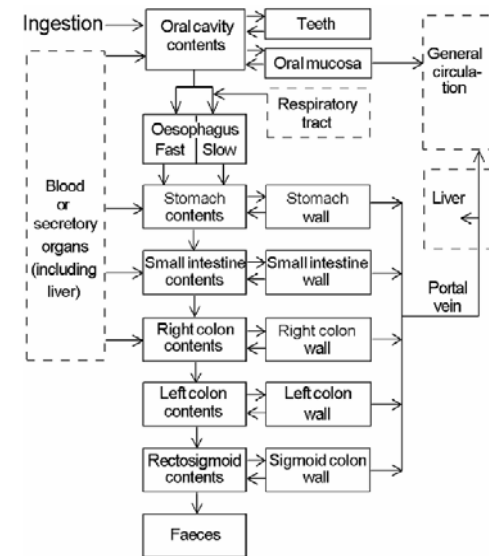 Ingestion
Oral cavity
contents
Teeth
Oral mucosa
General
circula-
tion
Respiratory
tract
Oesophagus
Fast Slow
Blood
or
secretory
organs
(including
liver)
Stomach
contents
Stomach
wall
Liver
Small intestine
contents
Small intestine
wall
Portal
vein
Right colon
contents
Right colon
wall
Left colon
contents
Left colon
wall
Rectosigmoid
contents
Sigmoid colon
wall
Faeces